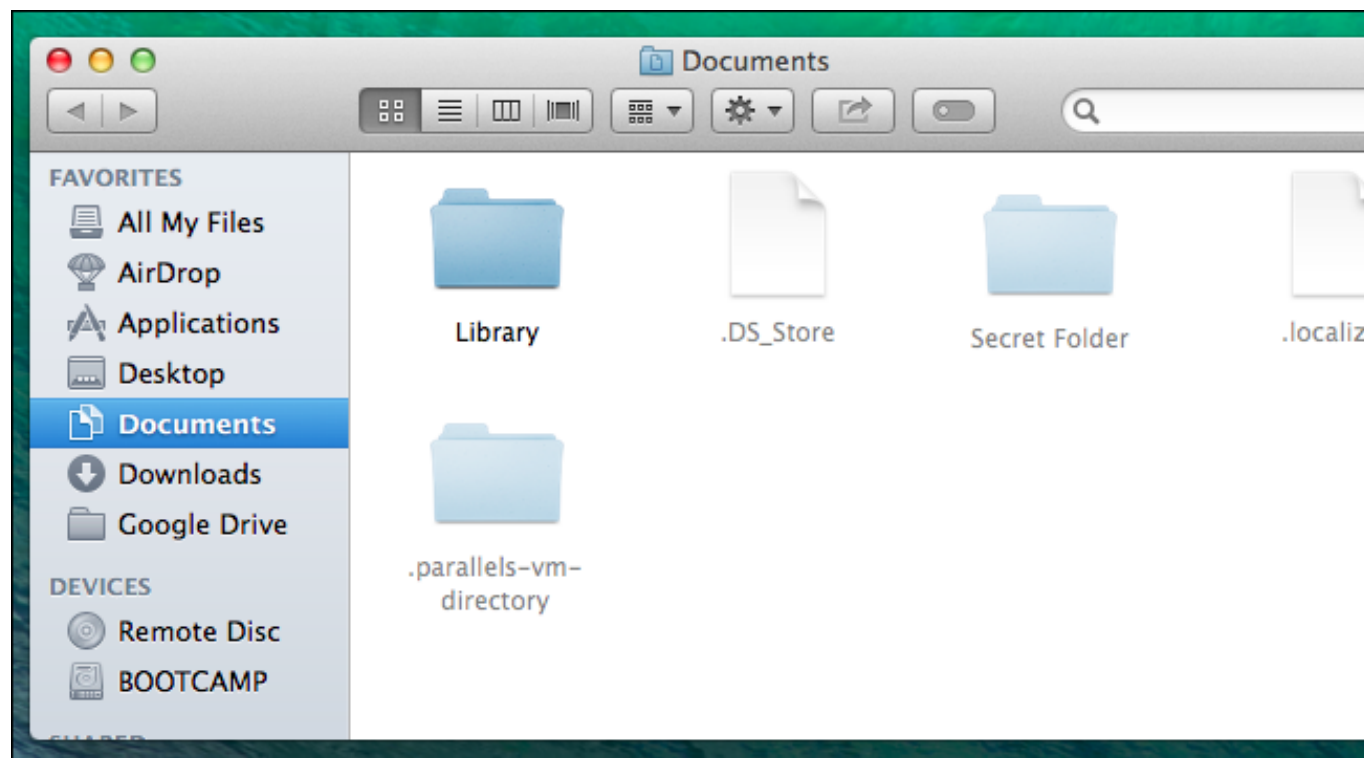 Documents
FAVORITES
All My Files
AirDrop
Applications
Desktop
Documents
Downloads
Google Drive
DEVICES
Remote Disc
BOOTCAMP
Library
.DS_Store
Secret Folder
.localiz
.parallels-vm-
directory